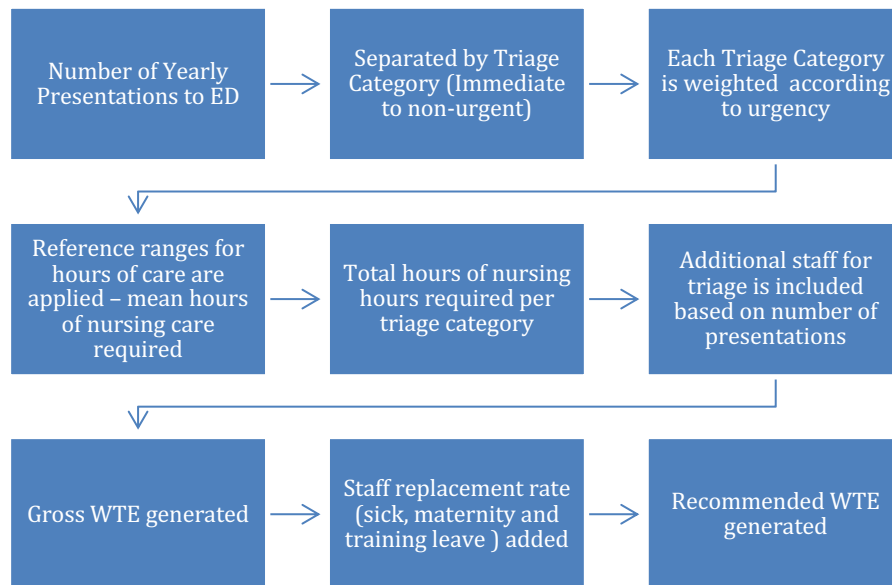 Number of Yearly
Presentations to ED
Separated by Triage
Category (Immediate
to non-urgent)
Each Triage Category
is weighted according
to urgency
Reference ranges for
hours of care are
applied – mean hours
of nursing care
required
Total hours of nursing
hours required per
triage category
Additional staff for
triage is included
based on number of
presentations
Gross WTE generated
Staff replacement rate
(sick, maternity and
training leave ) added
Recommended WTE
generated